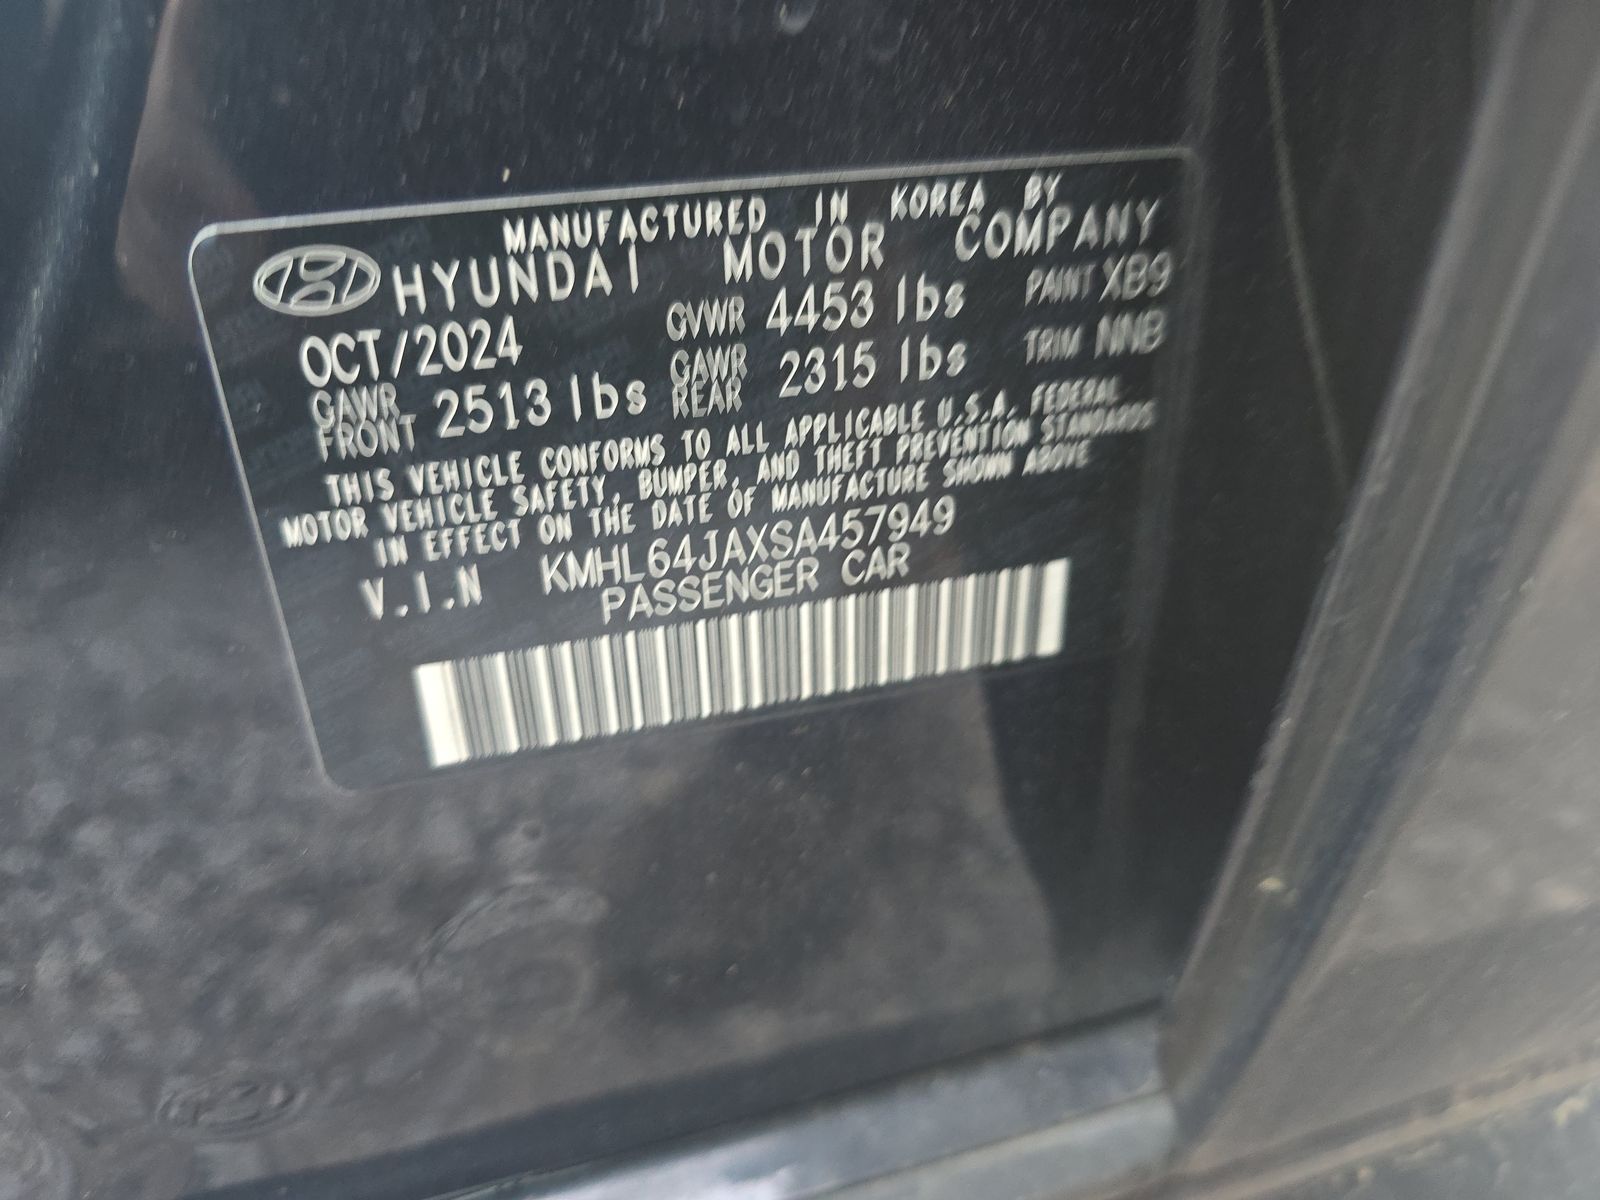 MANUFACTURED IN KOREA BY
HYUNDAI MOTOR COMPANY
OCT/2024 GVWR 4453 lbs PAINT XB9
GAWR FRONT 2513 lbs GAWR REAR 2315 lbs TRIM NNB
THIS VEHICLE CONFORMS TO ALL APPLICABLE U.S.A. FEDERAL
MOTOR VEHICLE SAFETY, BUMPER, AND THEFT PREVENTION STANDARDS
IN EFFECT ON THE DATE OF MANUFACTURE SHOWN ABOVE
V.I.N KMHL64JAXSA457949
PASSENGER CAR